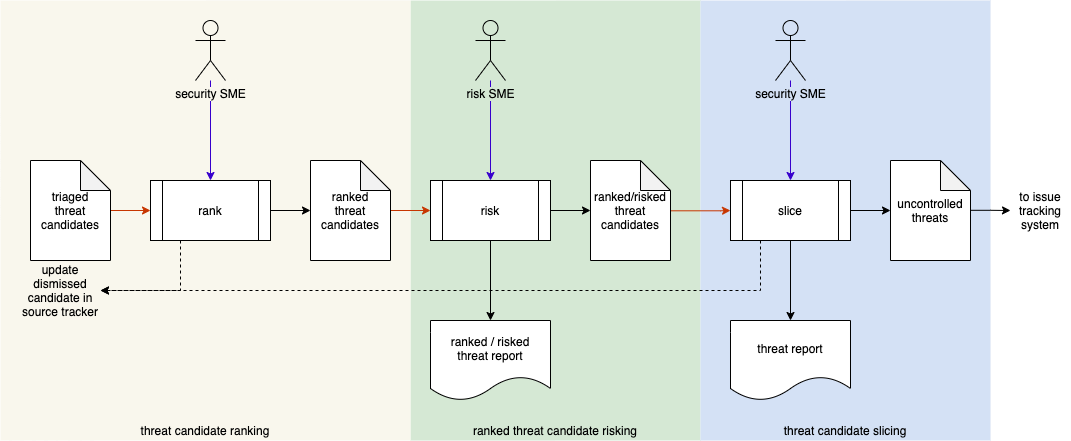 security SME
risk SME
security SME
triaged
threat
candidates
rank
ranked
threat
candidates
risk
ranked/risked
threat
candidates
slice
uncontrolled
threats
to issue
tracking
system
update
dismissed
candidate in
source tracker
ranked / risked
threat report
threat report
threat candidate ranking
ranked threat candidate risking
threat candidate slicing